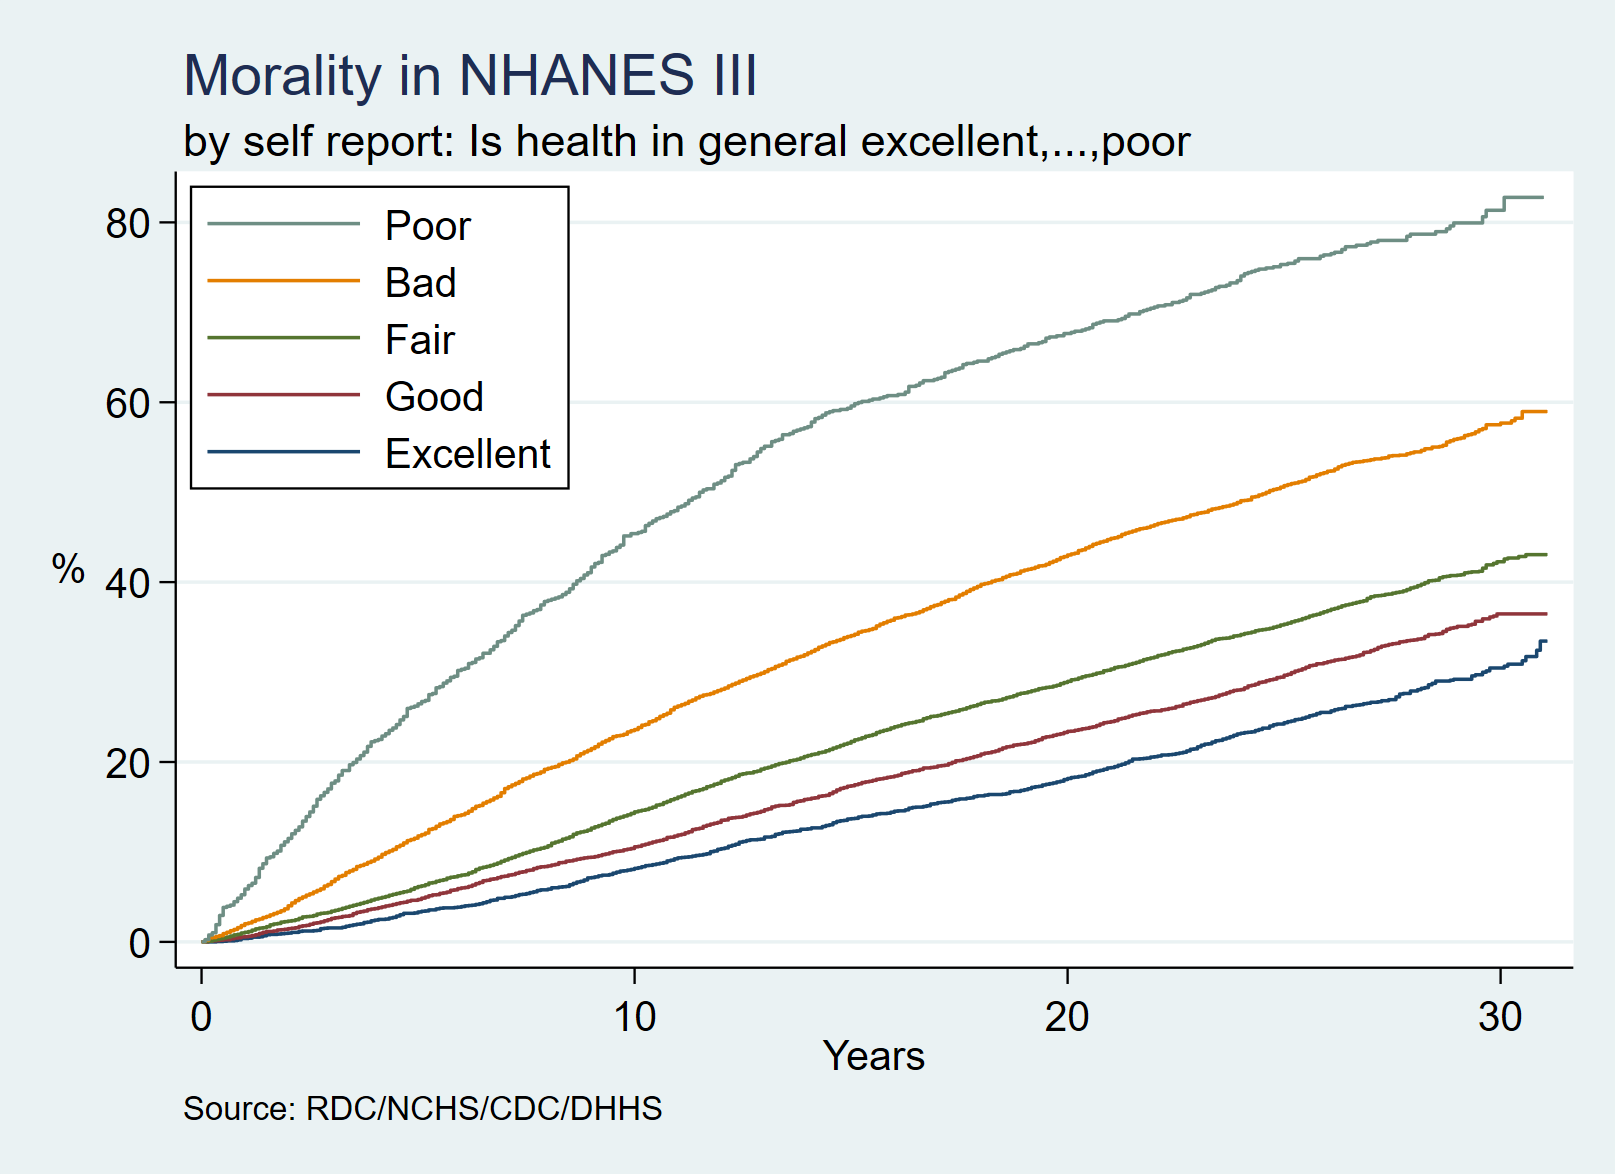 Morality in NHANES III
by self report: Is health in general excellent,...,poor
Poor
Bad
Fair
Good
Excellent
80
60
40
20
0
%
0 10 20 30
Years
Source: RDC/NCHS/CDC/DHHS